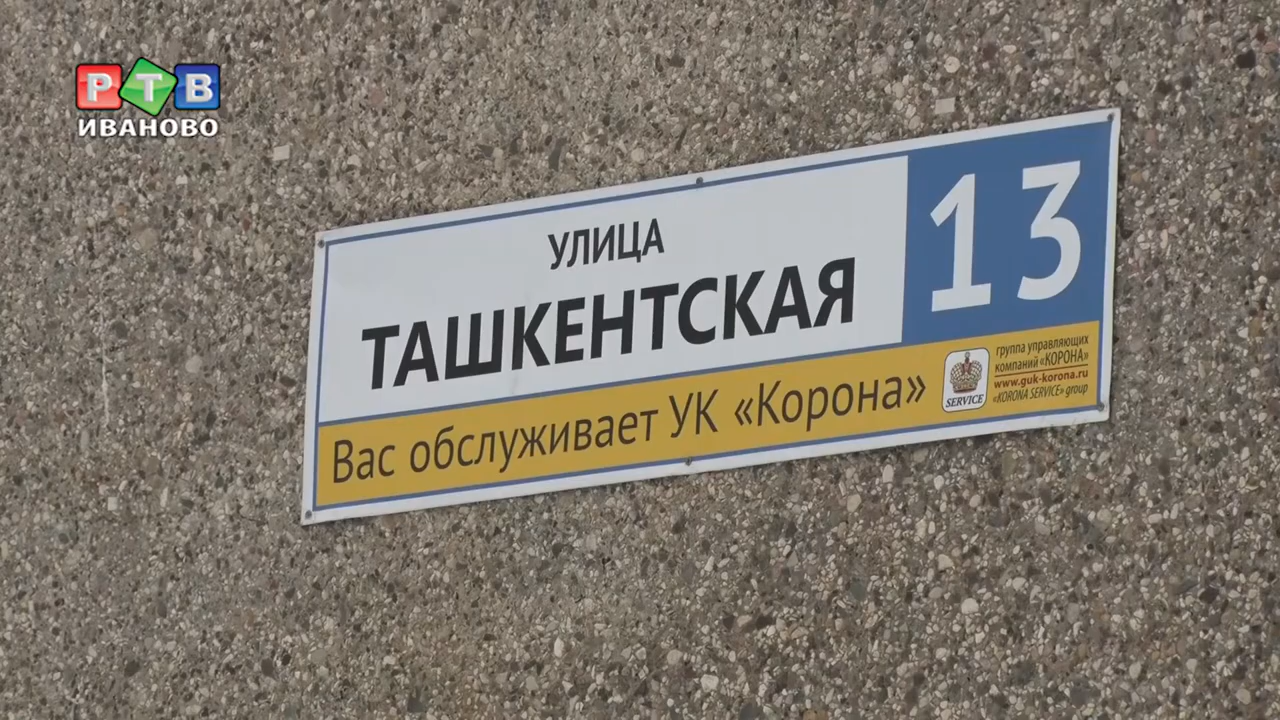 РТВ
ИВАНОВО
УЛИЦА
ТАШКЕНТСКАЯ
13
Вас обслуживает УК «Корона»
SERVICE
группа управляющих
компаний «КОРОНА»
www.guk-korona.ru
«KORONA SERVICE» group